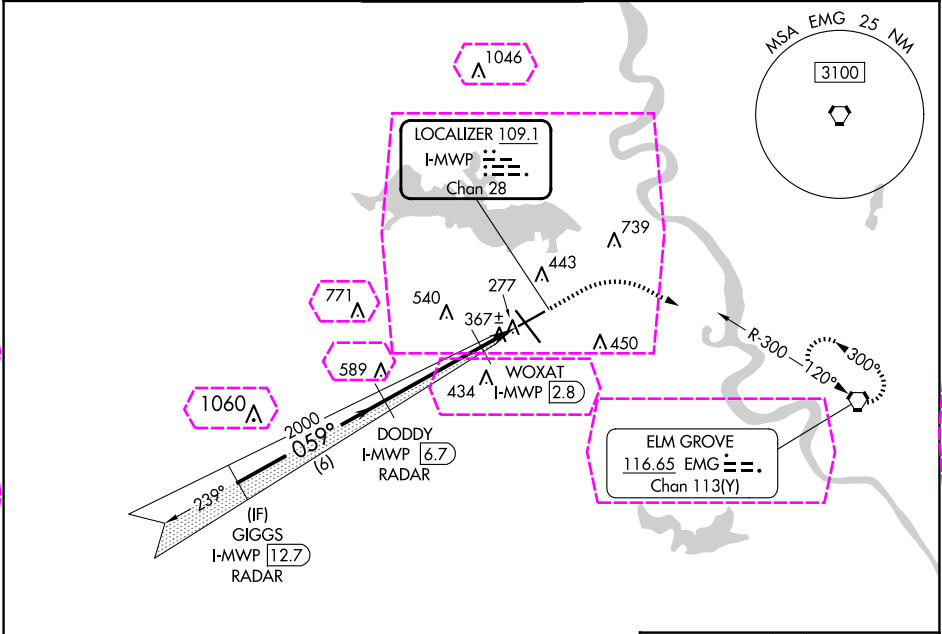 MSA EMG 25 NM
3100
1046
LOCALIZER 109.1
I-MWP
Chan 28
739
443
277
771
540
367±
450
589
434
WOXAT
I-MWP 2.8
R-300
120°
300°
1060
2000
059°
(6)
DODDY
I-MWP 6.7
RADAR
ELM GROVE
116.65 EMG
Chan 113(Y)
239°
(IF)
GIGGS
I-MWP 12.7
RADAR